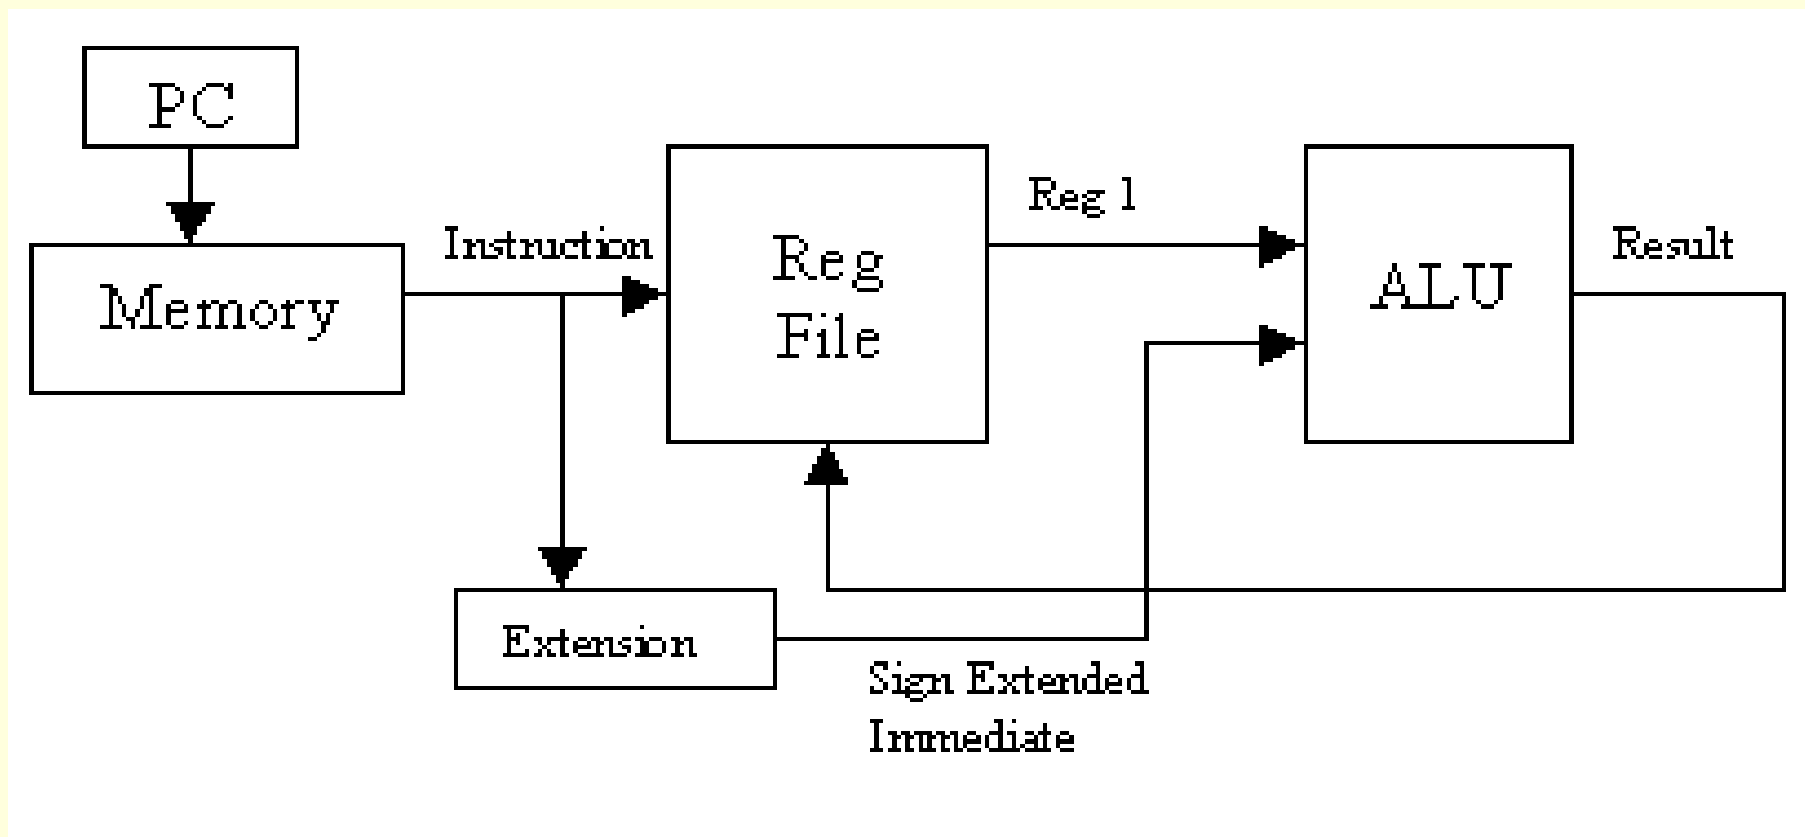 PC
Memory
Instruction
Reg
File
Reg 1
ALU
Result
Extension
Sign Extended
Immediate